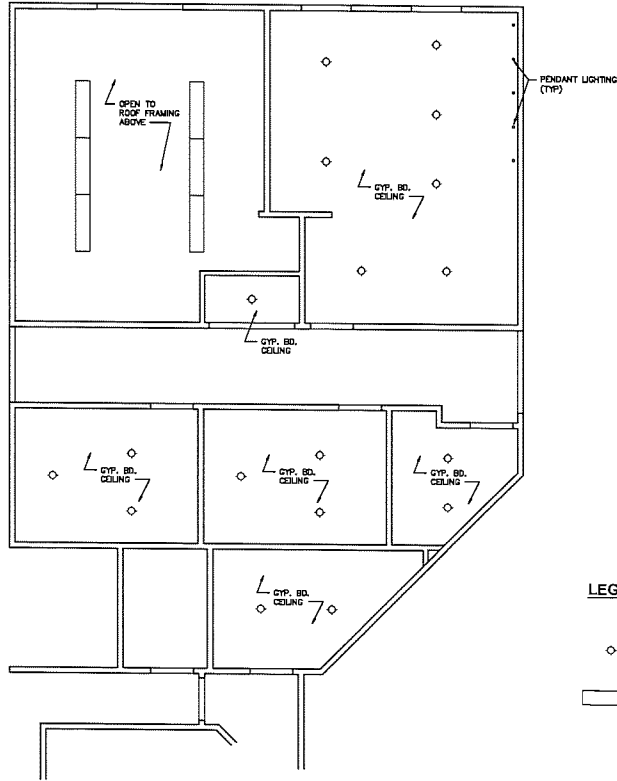 OPEN TO
ROOF FRAMING
ABOVE
PENDANT LIGHTING
(TYP)
GYP. BD.
CEILING
GYP. BD.
CEILING
GYP. BD.
CEILING
GYP. BD.
CEILING
GYP. BD.
CEILING
GYP. BD.
CEILING
LEG